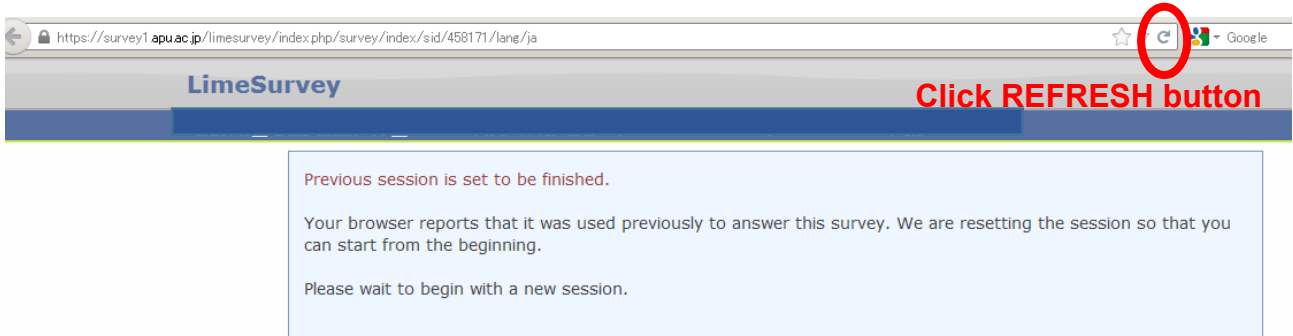 https://survey1.apu.ac.jp/limesurvey/index.php/survey/index/sid/458171/lang/ja
Google
LimeSurvey
Click REFRESH button
Previous session is set to be finished.
Your browser reports that it was used previously to answer this survey. We are resetting the session so that you
can start from the beginning.
Please wait to begin with a new session.